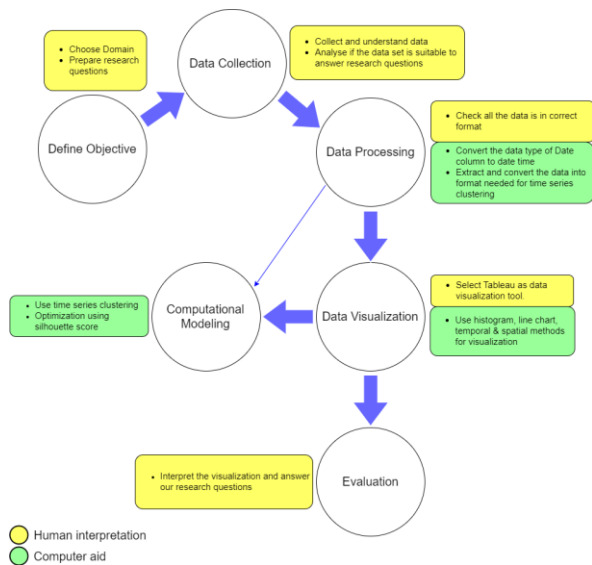 • Choose Domain
• Prepare research
questions
Data Collection
• Collect and understand data
• Analyse if the data set is suitable to
answer research questions
Define Objective
Data Processing
• Check all the data is in correct
format
• Convert the data type of Date
column to date time
• Extract and convert the data into
format needed for time series
clustering
• Use time series clustering
• Optimization using
silhouette score
Computational
Modeling
Data Visualization
• Select Tableau as data
visualization tool.
• Use histogram, line chart,
temporal & spatial methods
for visualization
• Interpret the visualization and answer
our research questions
Evaluation
Human interpretation
Computer aid